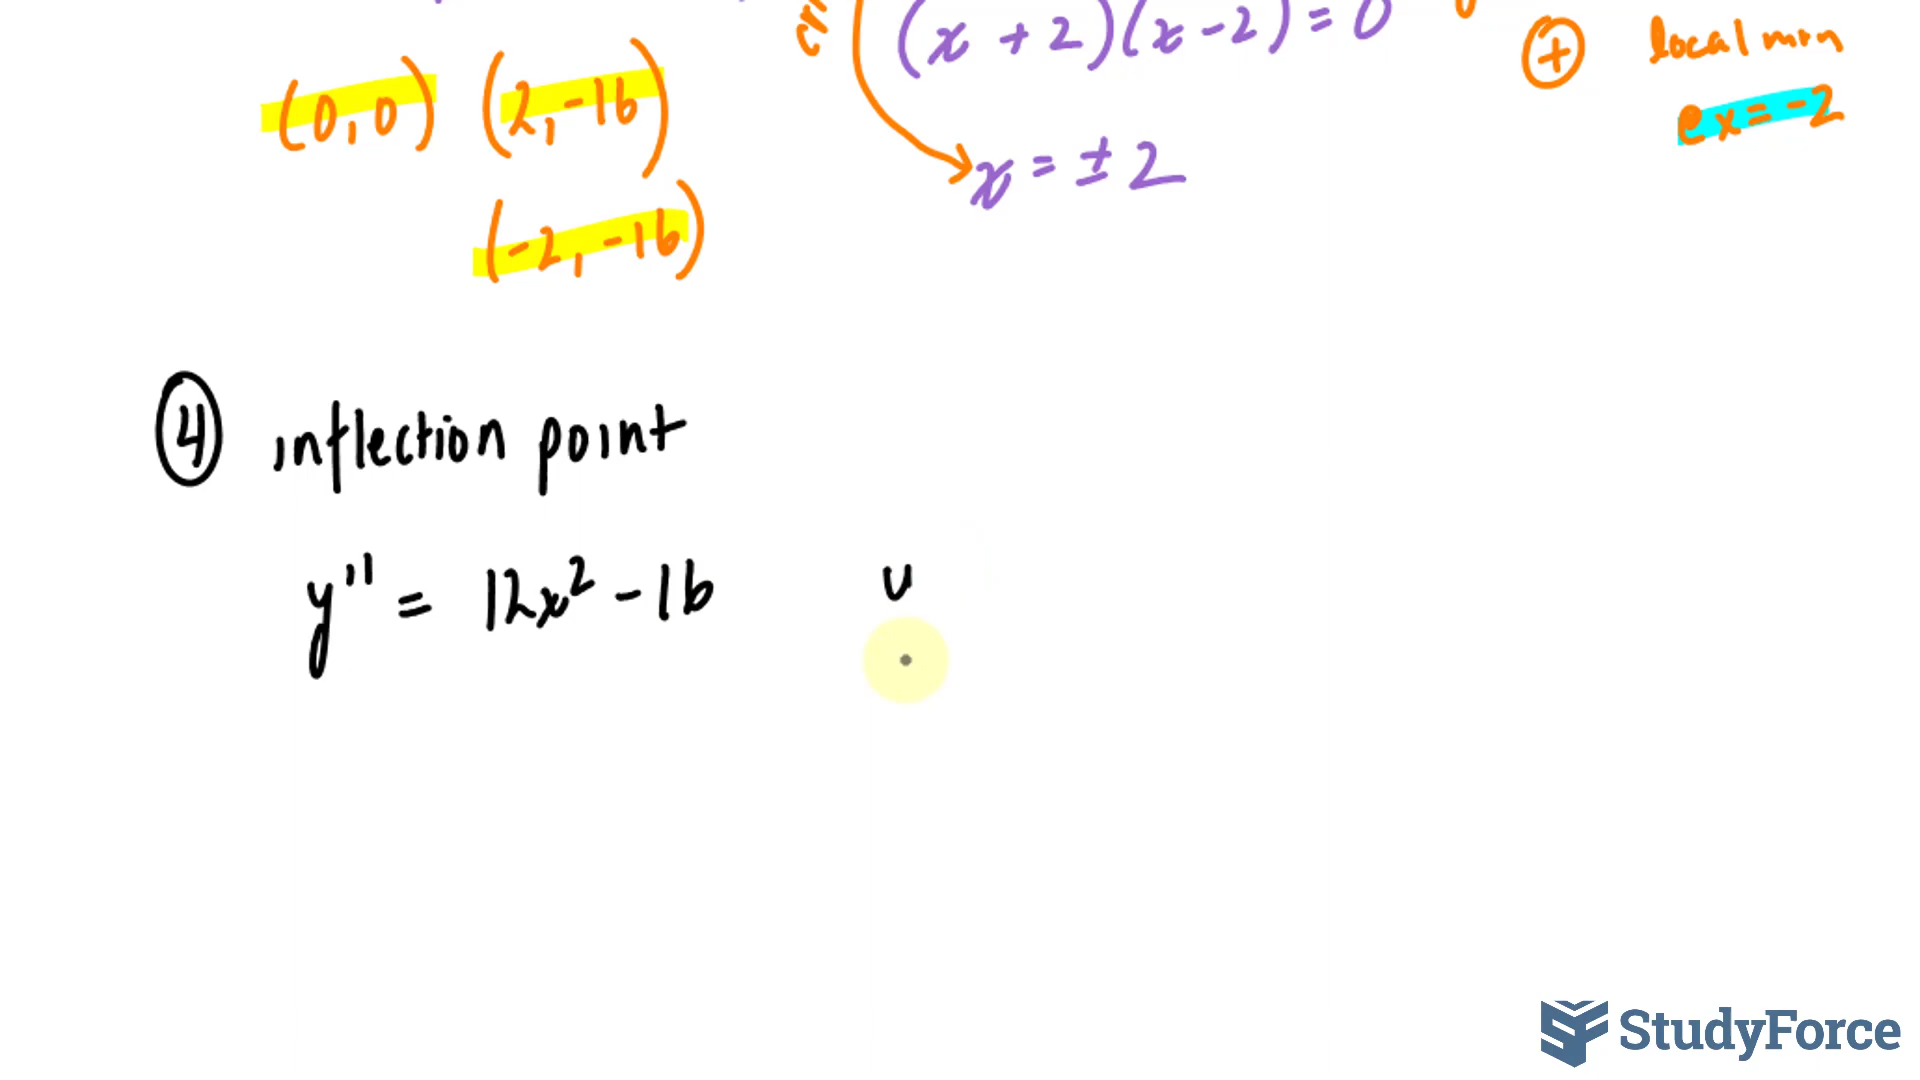 (x + 2)(x - 2) = 0
⊕ local min
@ x = -2
(0, 0) (2, -16)
x = ± 2
(-2, -16)
④ inflection point
y'' = 12x² - 16
StudyForce